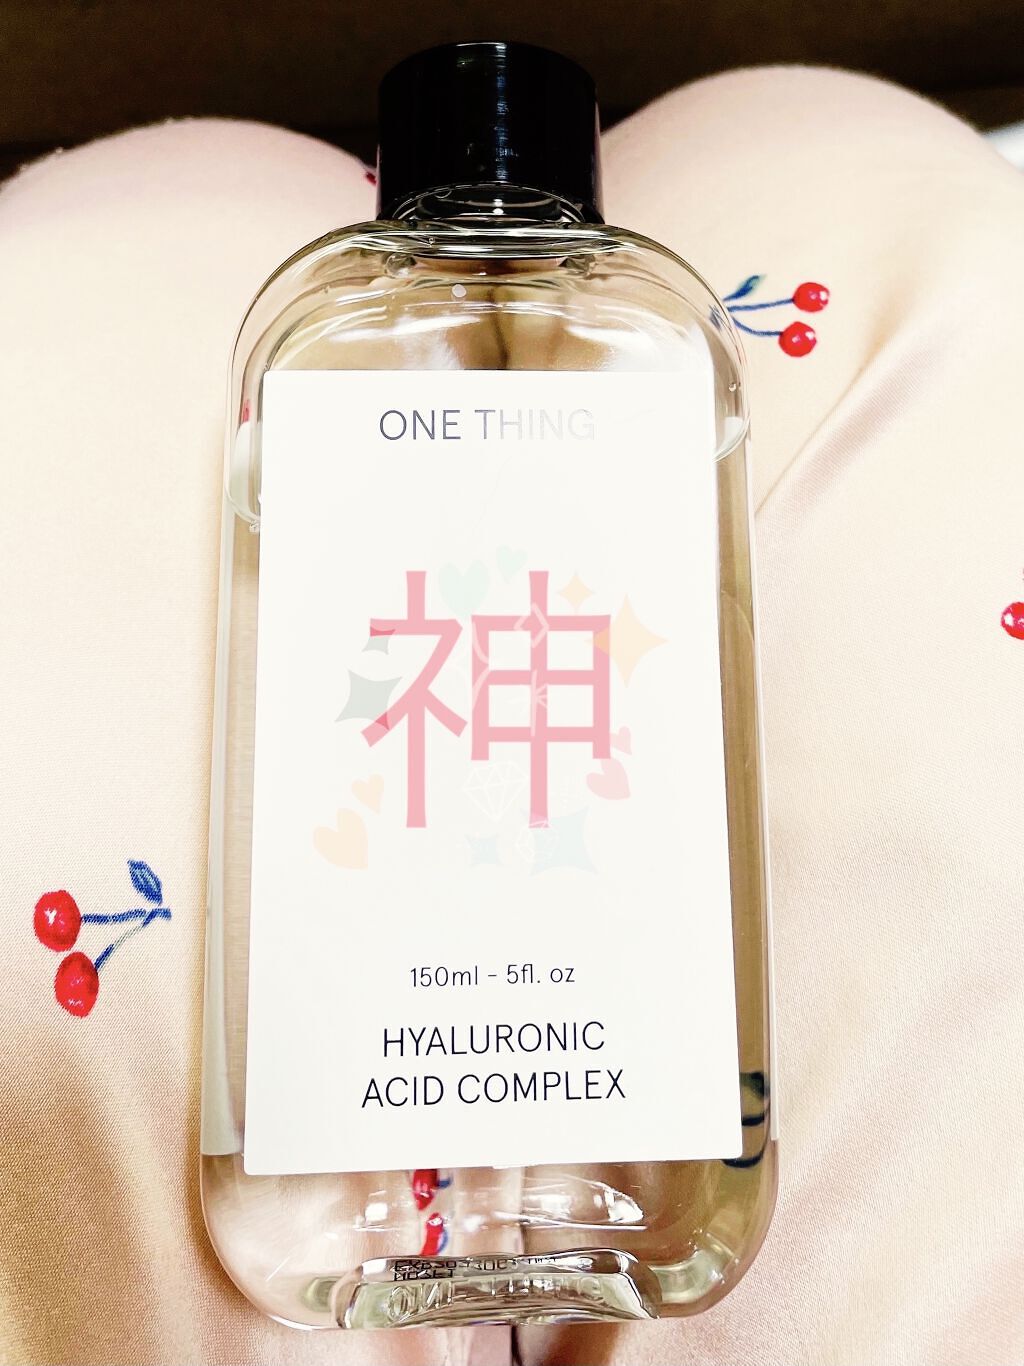 ONE THING
神
150ml - 5fl. oz
HYALURONIC
ACID COMPLEX